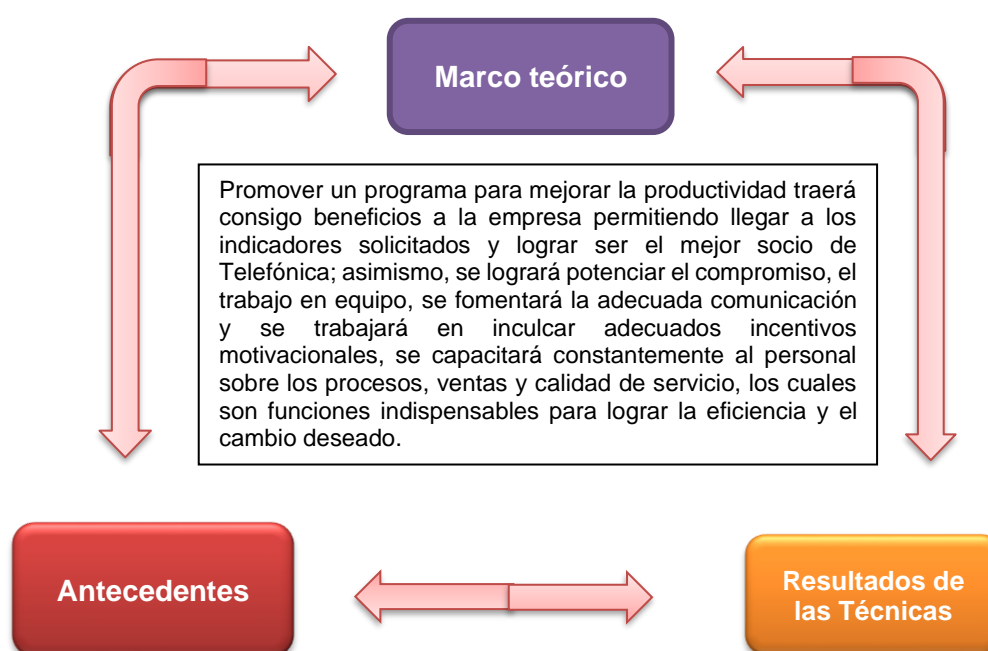 Marco teórico
Promover un programa para mejorar la productividad traerá
consigo beneficios a la empresa permitiendo llegar a los
indicadores solicitados y lograr ser el mejor socio de
Telefónica; asimismo, se logrará potenciar el compromiso, el
trabajo en equipo, se fomentará la adecuada comunicación
y se trabajará en inculcar adecuados incentivos
motivacionales, se capacitará constantemente al personal
sobre los procesos, ventas y calidad de servicio, los cuales
son funciones indispensables para lograr la eficiencia y el
cambio deseado.
Antecedentes
Resultados de
las Técnicas